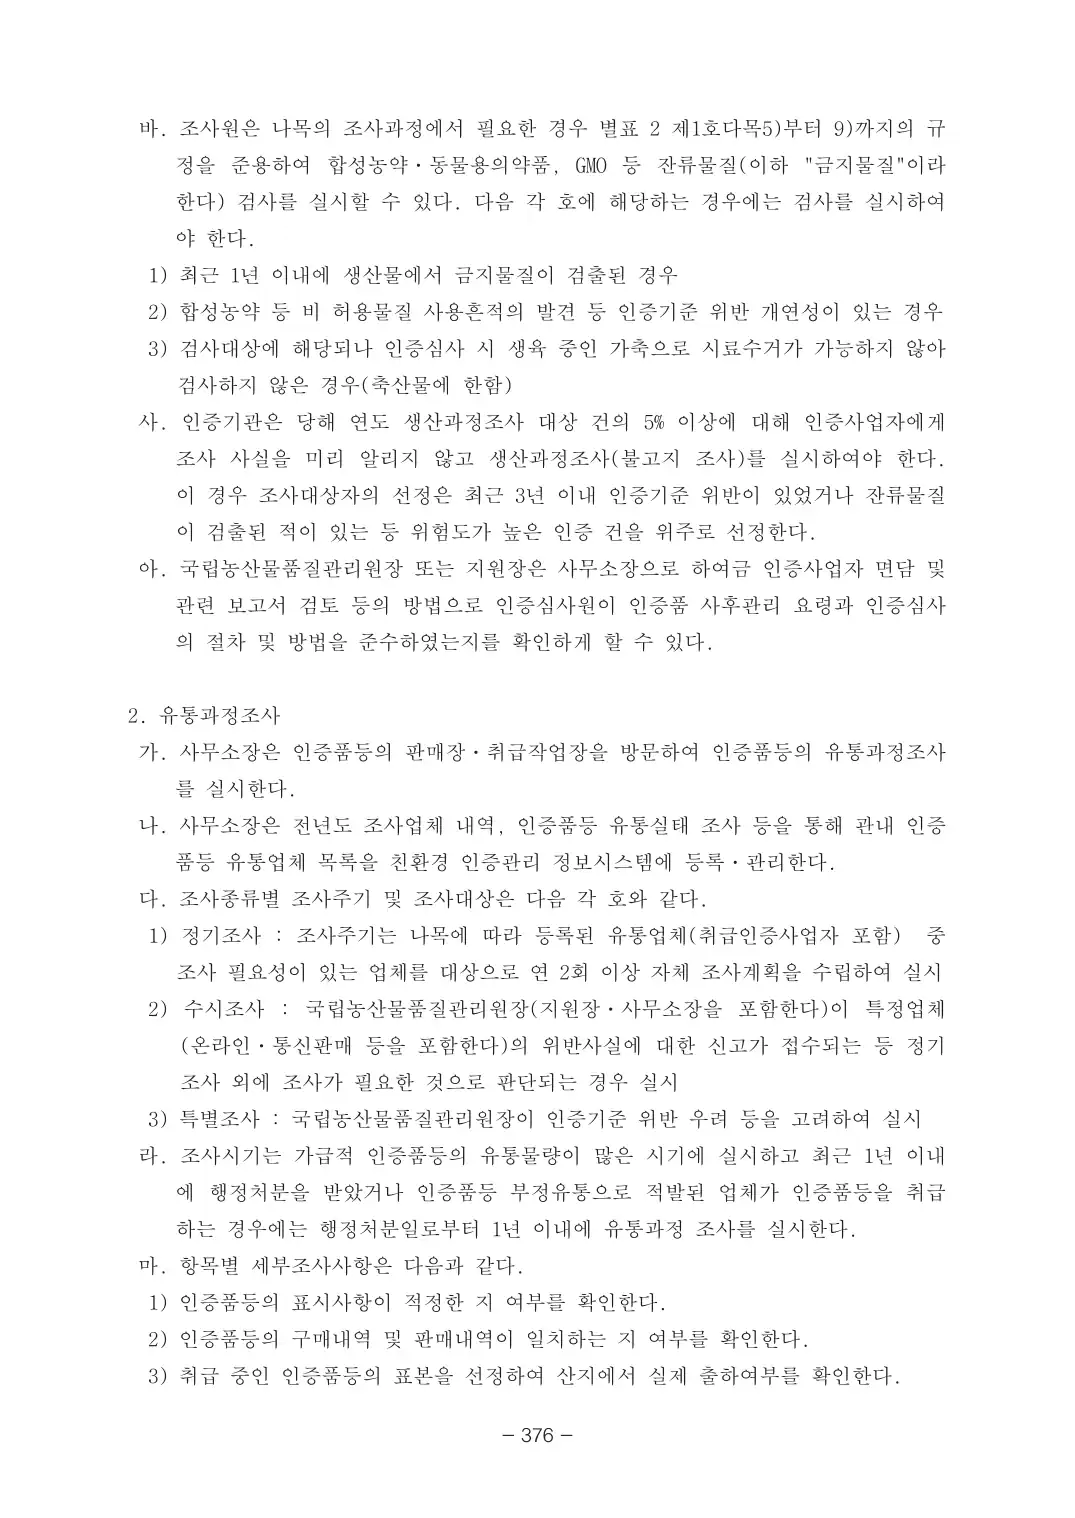 바. 조사원은 나목의 조사과정에서 필요한 경우 별표 2 제1호다목5)부터 9)까지의 규
정을 준용하여 합성농약·동물용의약품, GMO 등 잔류물질(이하 "금지물질"이라
한다) 검사를 실시할 수 있다. 다음 각 호에 해당하는 경우에는 검사를 실시하여
야 한다.
1) 최근 1년 이내에 생산물에서 금지물질이 검출된 경우
2) 합성농약 등 비 허용물질 사용흔적의 발견 등 인증기준 위반 개연성이 있는 경우
3) 검사대상에 해당되나 인증심사 시 생육 중인 가축으로 시료수거가 가능하지 않아
검사하지 않은 경우(축산물에 한함)
사. 인증기관은 당해 연도 생산과정조사 대상 건의 5% 이상에 대해 인증사업자에게
조사 사실을 미리 알리지 않고 생산과정조사(불고지 조사)를 실시하여야 한다.
이 경우 조사대상자의 선정은 최근 3년 이내 인증기준 위반이 있었거나 잔류물질
이 검출된 적이 있는 등 위험도가 높은 인증 건을 위주로 선정한다.
아. 국립농산물품질관리원장 또는 지원장은 사무소장으로 하여금 인증사업자 면담 및
관련 보고서 검토 등의 방법으로 인증심사원이 인증품 사후관리 요령과 인증심사
의 절차 및 방법을 준수하였는지를 확인하게 할 수 있다.
2. 유통과정조사
가. 사무소장은 인증품등의 판매장·취급작업장을 방문하여 인증품등의 유통과정조사
를 실시한다.
나. 사무소장은 전년도 조사업체 내역, 인증품등 유통실태 조사 등을 통해 관내 인증
품등 유통업체 목록을 친환경 인증관리 정보시스템에 등록·관리한다.
다. 조사종류별 조사주기 및 조사대상은 다음 각 호와 같다.
1) 정기조사 : 조사주기는 나목에 따라 등록된 유통업체(취급인증사업자 포함) 중
조사 필요성이 있는 업체를 대상으로 연 2회 이상 자체 조사계획을 수립하여 실시
2) 수시조사 : 국립농산물품질관리원장(지원장·사무소장을 포함한다)이 특정업체
(온라인·통신판매 등을 포함한다)의 위반사실에 대한 신고가 접수되는 등 정기
조사 외에 조사가 필요한 것으로 판단되는 경우 실시
3) 특별조사 : 국립농산물품질관리원장이 인증기준 위반 우려 등을 고려하여 실시
라. 조사시기는 가급적 인증품등의 유통물량이 많은 시기에 실시하고 최근 1년 이내
에 행정처분을 받았거나 인증품등 부정유통으로 적발된 업체가 인증품등을 취급
하는 경우에는 행정처분일로부터 1년 이내에 유통과정 조사를 실시한다.
마. 항목별 세부조사사항은 다음과 같다.
1) 인증품등의 표시사항이 적정한 지 여부를 확인한다.
2) 인증품등의 구매내역 및 판매내역이 일치하는 지 여부를 확인한다.
3) 취급 중인 인증품등의 표본을 선정하여 산지에서 실제 출하여부를 확인한다.
– 376 –